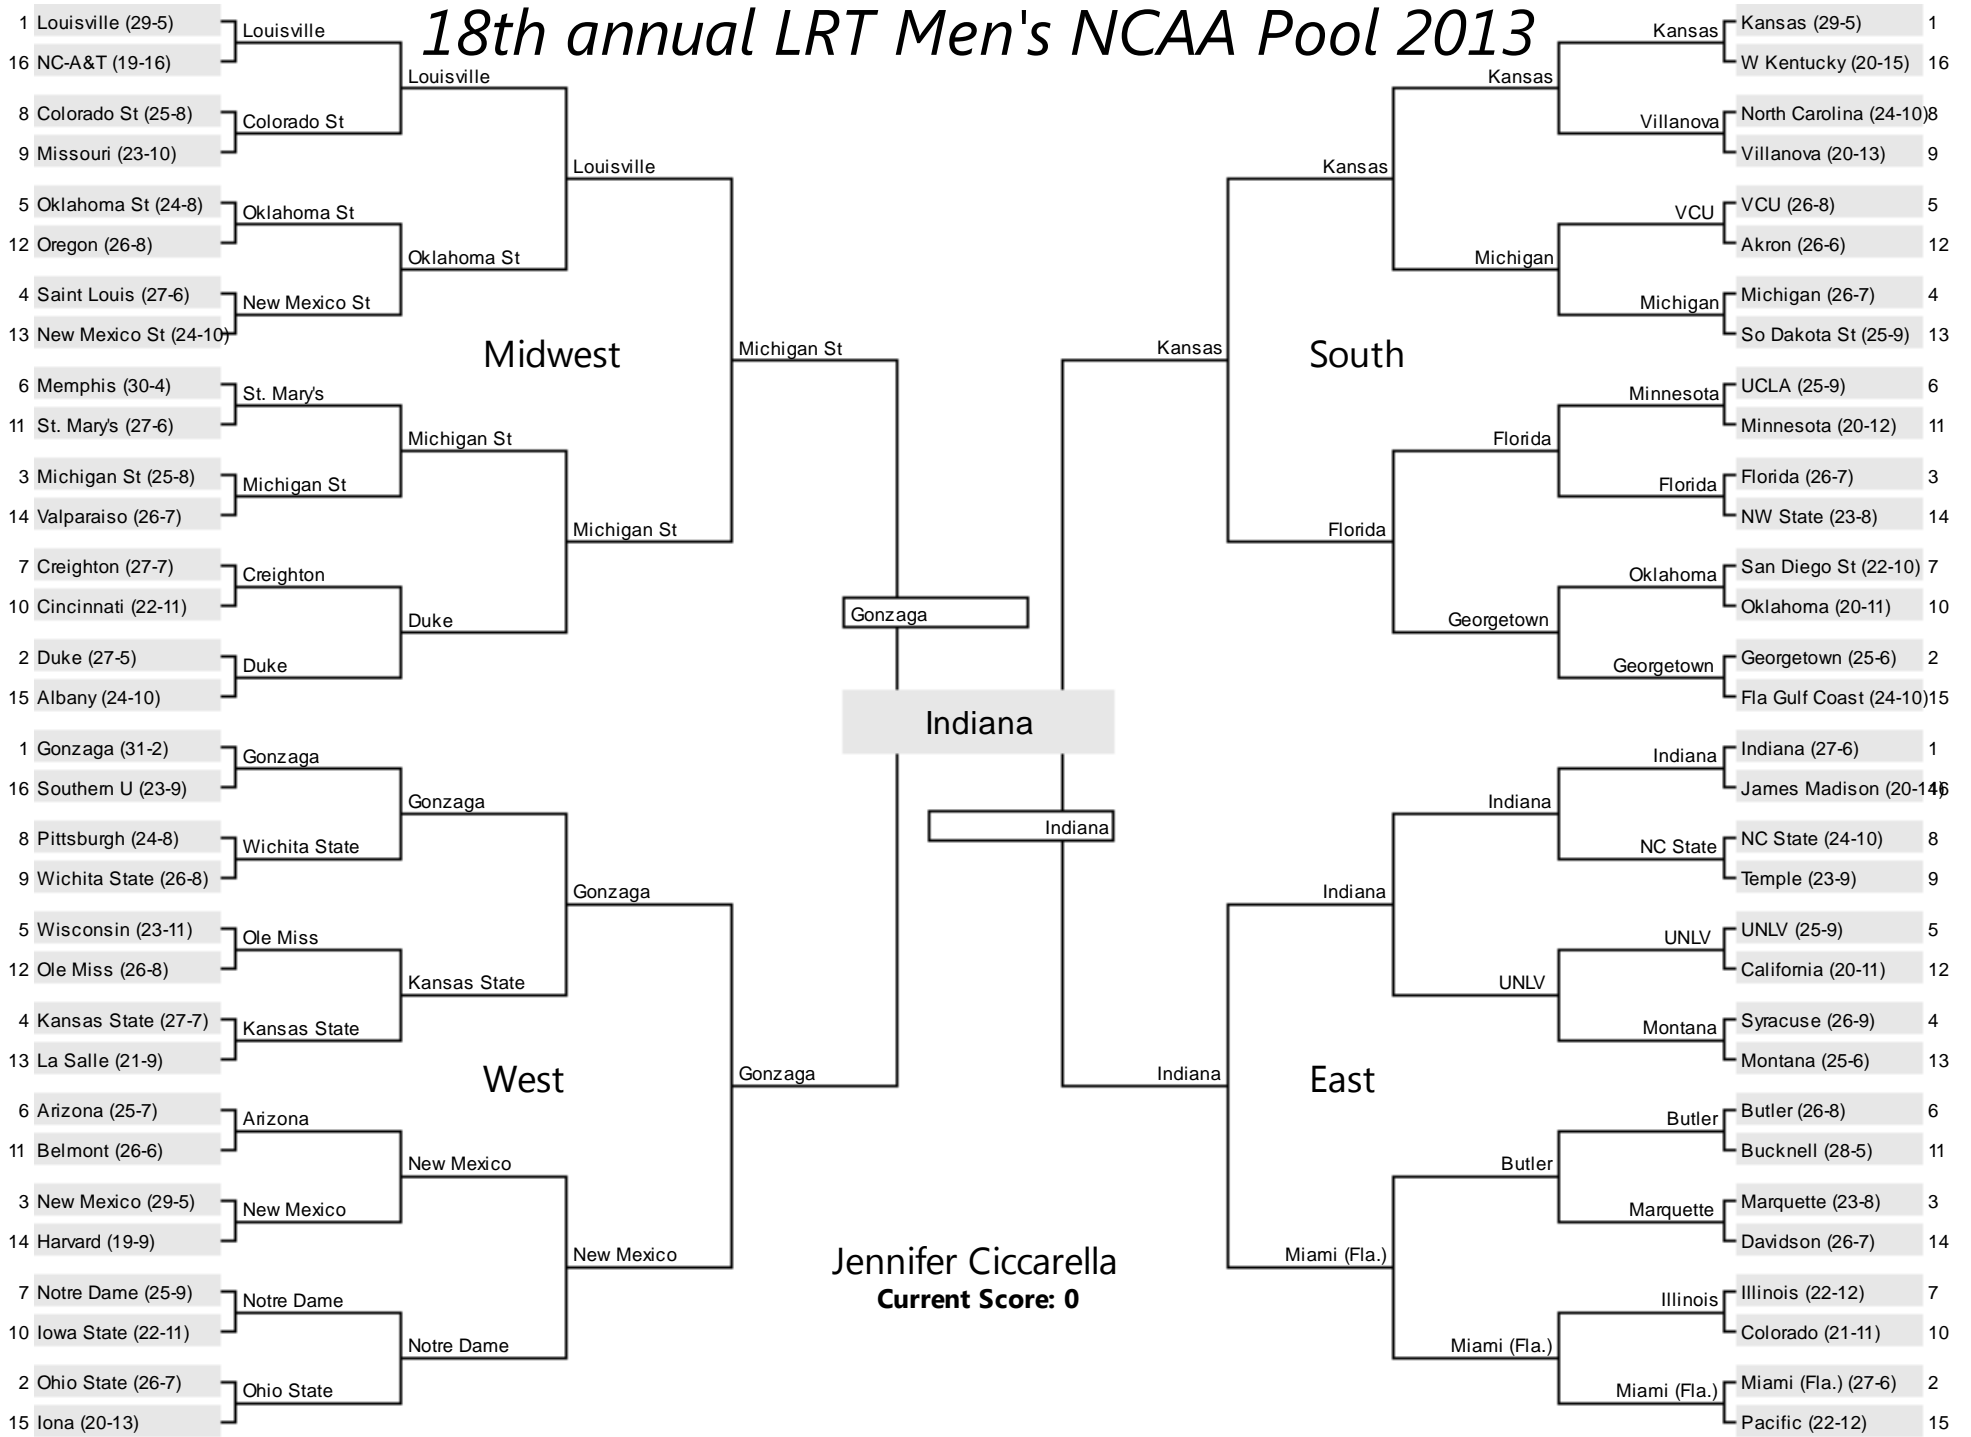 18th annual LRT Men's NCAA Pool 2013
1 Louisville (29-5)
16 NC-A&T (19-16)
8 Colorado St (25-8)
9 Missouri (23-10)
5 Oklahoma St (24-8)
12 Oregon (26-8)
4 Saint Louis (27-6)
13 New Mexico St (24-10)
6 Memphis (30-4)
11 St. Mary's (27-6)
3 Michigan St (25-8)
14 Valparaiso (26-7)
7 Creighton (27-7)
10 Cincinnati (22-11)
2 Duke (27-5)
15 Albany (24-10)
Louisville
Colorado St
Oklahoma St
New Mexico St
St. Mary's
Michigan St
Creighton
Duke
Louisville
Oklahoma St
Michigan St
Duke
Louisville
Michigan St
Midwest
Michigan St
1 Gonzaga (31-2)
16 Southern U (23-9)
8 Pittsburgh (24-8)
9 Wichita State (26-8)
5 Wisconsin (23-11)
12 Ole Miss (26-8)
4 Kansas State (27-7)
13 La Salle (21-9)
6 Arizona (25-7)
11 Belmont (26-6)
3 New Mexico (29-5)
14 Harvard (19-9)
7 Notre Dame (25-9)
10 Iowa State (22-11)
2 Ohio State (26-7)
15 Iona (20-13)
Gonzaga
Wichita State
Ole Miss
Kansas State
Arizona
New Mexico
Notre Dame
Ohio State
Gonzaga
Kansas State
New Mexico
Notre Dame
Gonzaga
New Mexico
West
Gonzaga
Gonzaga
Indiana
Indiana
Jennifer Ciccarella
Current Score: 0
Kansas
South
Kansas
Florida
Kansas
Michigan
Florida
Georgetown
Kansas
Villanova
VCU
Michigan
Minnesota
Florida
Oklahoma
Georgetown
Kansas (29-5) 1
W Kentucky (20-15) 16
North Carolina (24-10) 8
Villanova (20-13) 9
VCU (26-8) 5
Akron (26-6) 12
Michigan (26-7) 4
So Dakota St (25-9) 13
UCLA (25-9) 6
Minnesota (20-12) 11
Florida (26-7) 3
NW State (23-8) 14
San Diego St (22-10) 7
Oklahoma (20-11) 10
Georgetown (25-6) 2
Fla Gulf Coast (24-10) 15
Indiana
East
Indiana
Miami (Fla.)
Indiana
UNLV
Butler
Miami (Fla.)
Indiana
NC State
UNLV
Montana
Butler
Marquette
Illinois
Miami (Fla.)
Indiana (27-6) 1
James Madison
NC State (24-10) 8
Temple (23-9) 9
UNLV (25-9) 5
California (20-11) 12
Syracuse (26-9) 4
Montana (25-6) 13
Butler (26-8) 6
Bucknell (28-5) 11
Marquette (23-8) 3
Davidson (26-7) 14
Illinois (22-12) 7
Colorado (21-11) 10
Miami (Fla.) (27-6) 2
Pacific (22-12) 15